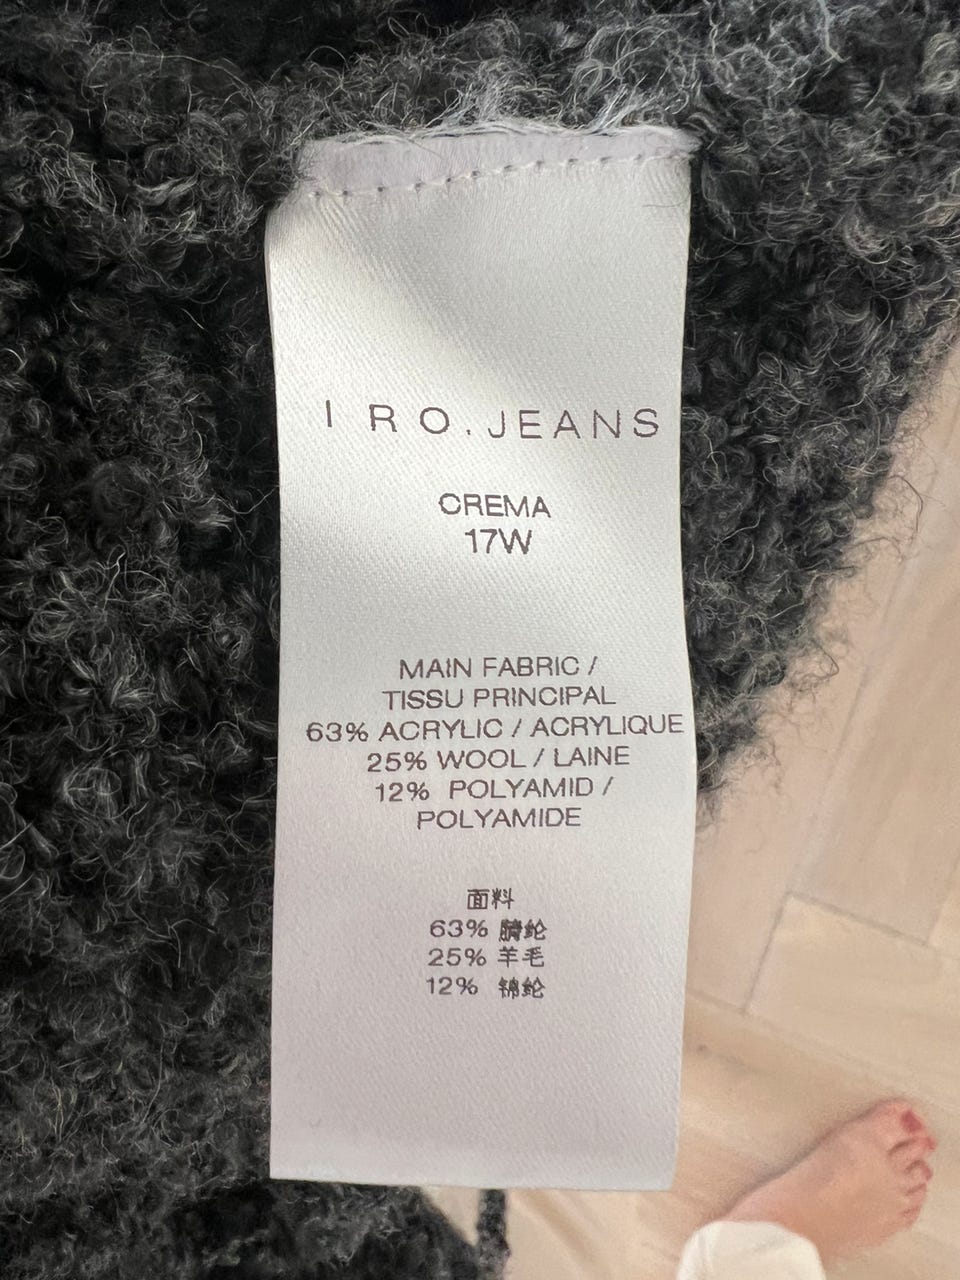 IRO.JEANS
CREMA
17W
MAIN FABRIC /
TISSU PRINCIPAL
63% ACRYLIC / ACRYLIQUE
25% WOOL / LAINE
12% POLYAMID /
POLYAMIDE
面料
63% 腈纶
25% 羊毛
12% 锦纶